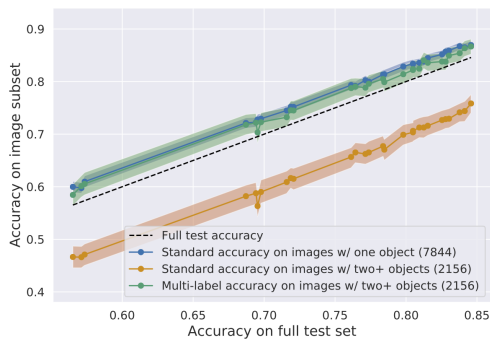 0.9
0.8
0.7
0.6
0.5
0.4
Accuracy on image subset
Full test accuracy
Standard accuracy on images w/ one object (7844)
Standard accuracy on images w/ two+ objects (2156)
Multi-label accuracy on images w/ two+ objects (2156)
0.60 0.65 0.70 0.75 0.80 0.85
Accuracy on full test set